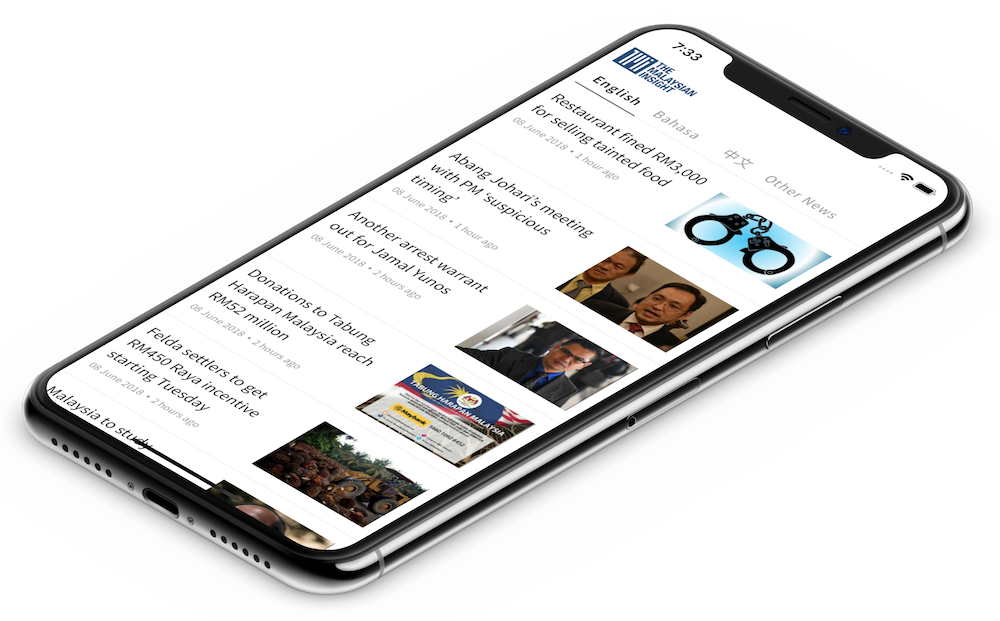 7:33
THE
MALAYSIAN
INSIGHT
English
Bahasa
中文
Other News
Restaurant fined RM3,000
for selling tainted food
08 June 2018 • 1 hour ago
Abang Johari's meeting
with PM ‘suspicious
timing’
08 June 2018 • 1 hour ago
Another arrest warrant
out for Jamal Yunos
08 June 2018 • 2 hours ago
Donations to Tabung
Harapan Malaysia reach
RM52 million
08 June 2018 • 2 hours ago
TABUNG HARAPAN MALAYSIA
Maybank
Felda settlers to get
RM450 Raya incentive
starting Tuesday
08 June 2018 • 2 hours ago
Malaysia to study